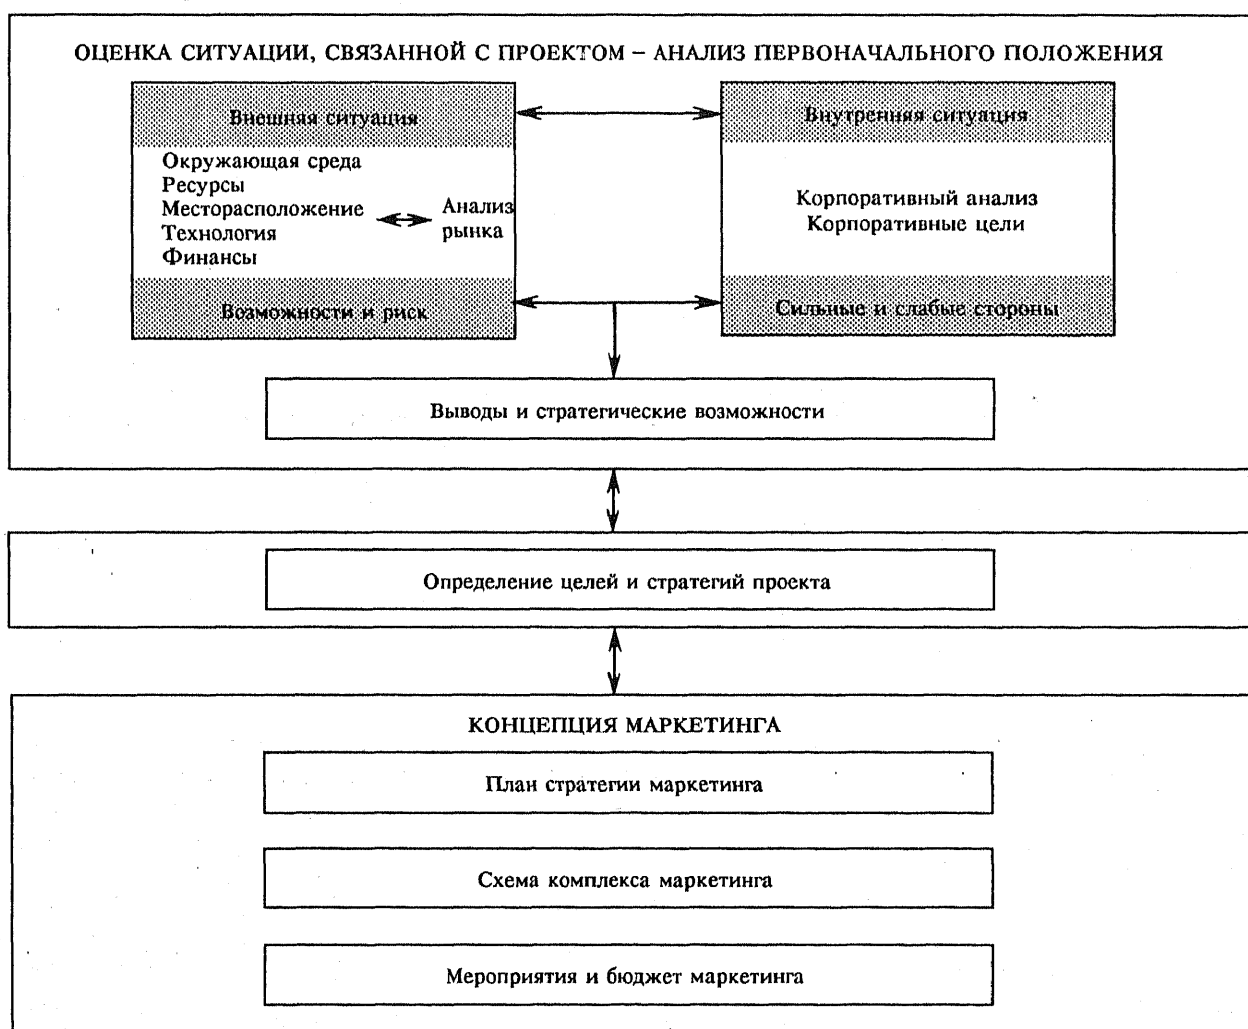 ОЦЕНКА СИТУАЦИИ, СВЯЗАННОЙ С ПРОЕКТОМ – АНАЛИЗ ПЕРВОНАЧАЛЬНОГО ПОЛОЖЕНИЯ
Внешняя ситуация
Внутренняя ситуация
Окружающая среда
Ресурсы
Месторасположение
Технология
Финансы
Анализ
рынка
Корпоративный анализ
Корпоративные цели
Возможности и риск
Сильные и слабые стороны
Выводы и стратегические возможности
Определение целей и стратегий проекта
КОНЦЕПЦИЯ МАРКЕТИНГА
План стратегии маркетинга
Схема комплекса маркетинга
Мероприятия и бюджет маркетинга